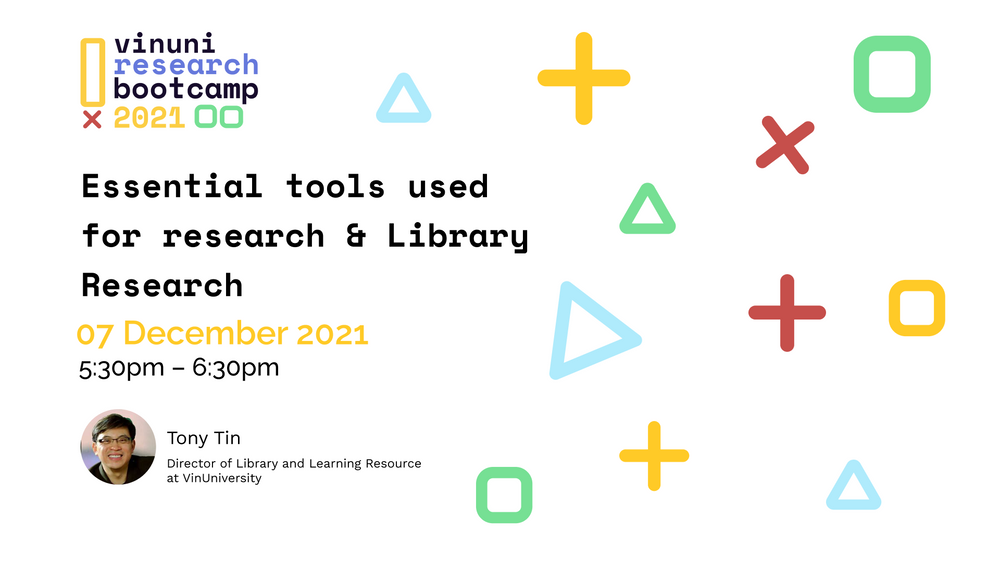 vinuni
research
bootcamp
2021
Essential tools used
for research & Library
Research
07 December 2021
5:30pm – 6:30pm
Tony Tin
Director of Library and Learning Resource
at VinUniversity